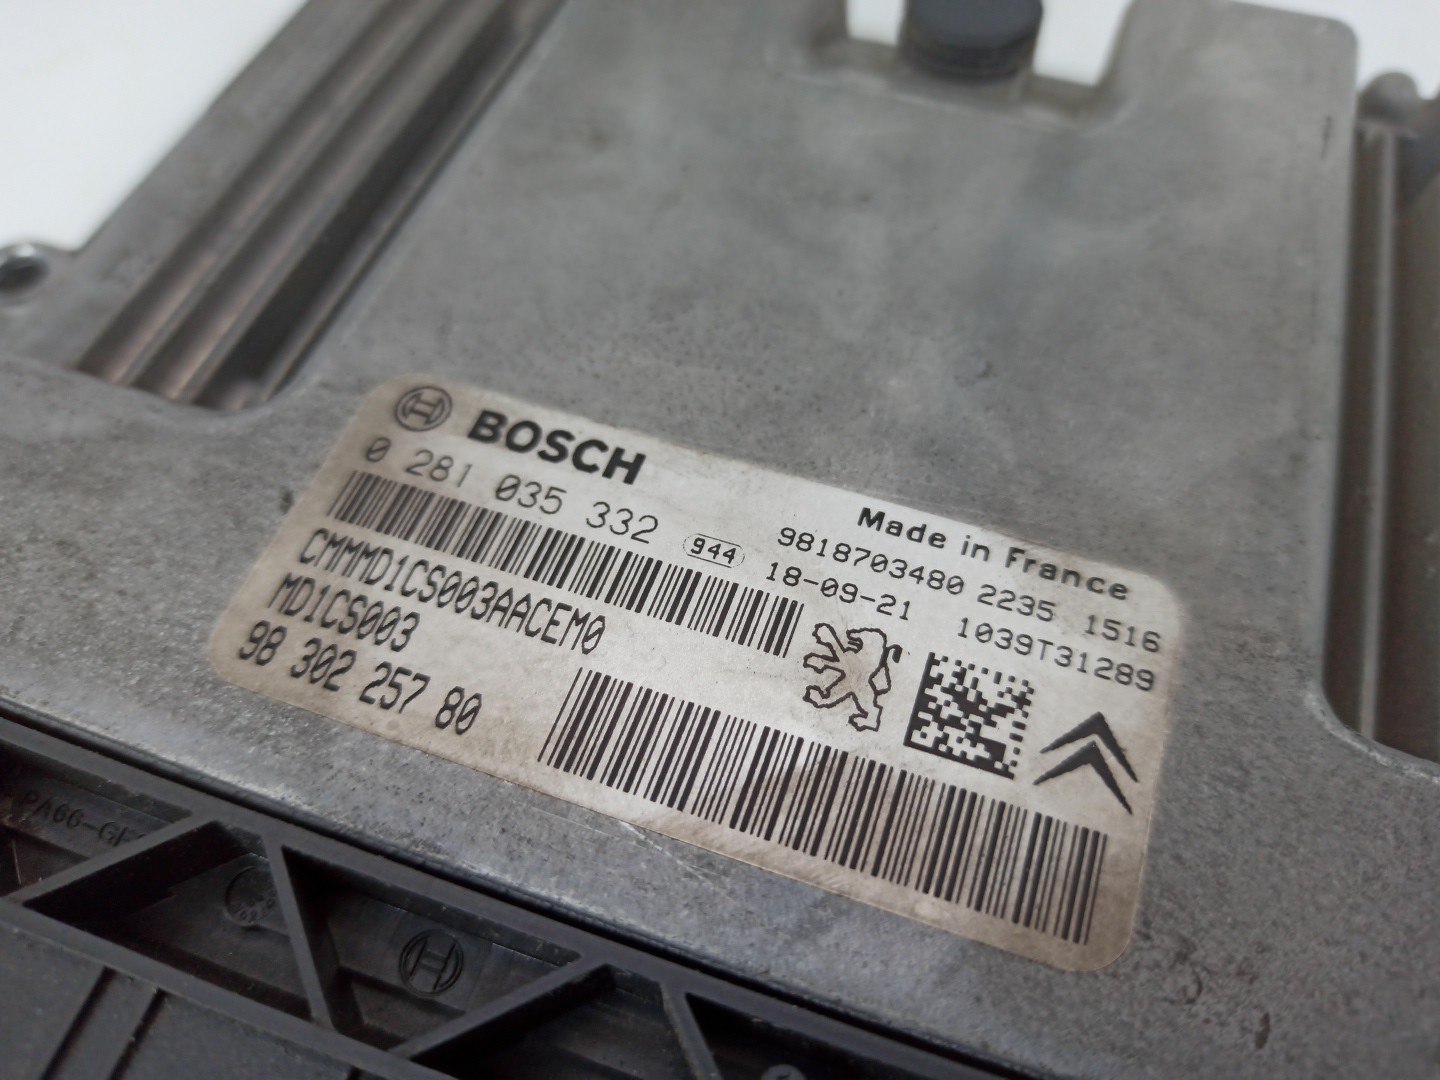 BOSCH
0 281 035 332
944
Made in France
9818703480 2235 1516
18-09-21 1039T31289
CMMMD1CS003AACEM0
MD1CS003
98 302 257 80